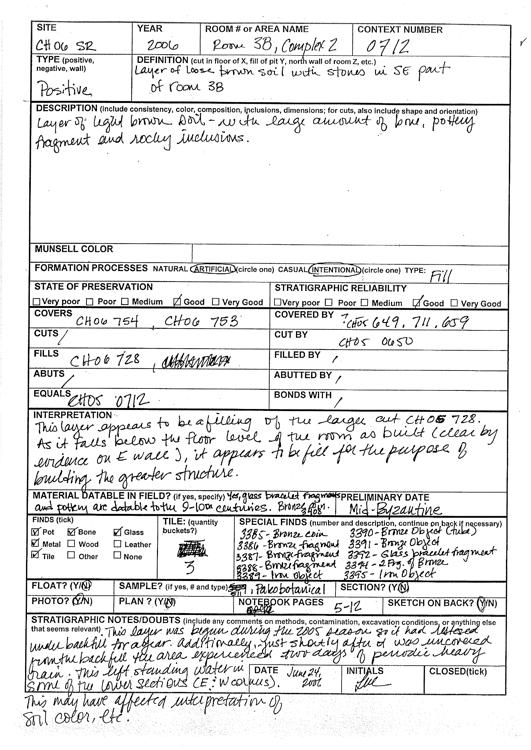 SITE YEAR ROOM # or AREA NAME CONTEXT NUMBER
CH06 SR 2006 Room 3B, Complex 2 0712
TYPE (positive, negative, wall) DEFINITION (cut in floor of X, fill of pit Y, north wall of room Z, etc.)
Positive Layer of loose brown soil with stones in SE part
of room 3B
DESCRIPTION (include consistency, color, composition, inclusions, dimensions; for cuts, also include shape and orientation)
Layer of light brown soil - with large amount of bone, pottery
fragment and rocky inclusions.
MUNSELL COLOR
FORMATION PROCESSES NATURAL ARTIFICIAL (circle one) CASUAL INTENTIONAL (circle one) TYPE: Fill
STATE OF PRESERVATION STRATIGRAPHIC RELIABILITY
Very poor Poor Medium Good Very Good Very poor Poor Medium Good Very Good
COVERS CH06 754, CH06 753 COVERED BY CH05 649, 711, 659
CUTS / CUT BY CH05 0650
FILLS CH06 728, FILLED BY /
ABUTS / ABUTTED BY /
EQUALS CH05 0712 BONDS WITH /
INTERPRETATION
This layer appears to be a filling of the larger cut CH06 728.
As it falls below the floor level of the room as built (clear by
evidence on E wall), it appears to be fill for the purpose of
building the greater structure.
MATERIAL DATABLE IN FIELD? (if yes, specify) Yes, glass bracelet fragments PRELIMINARY DATE
and pottery are datable to the 9-10th centuries. Bronze Coin. 3408 Mid-Byzantine
FINDS (tick) TILE: (quantity buckets?) SPECIAL FINDS (number and description, continue on back if necessary)
Pot Bone Glass 3385- Bronze coin 3390- Bronze Object (Tube)
Metal Wood Leather 3386- Bronze fragment 3391- Bronze Object
Tile Other None 3 3387- Bronze fragment 3392- Glass bracelet fragment
3388- Bronze fragment 3394- 2 Frg. of Bronze
3389- Iron Object 3395- Iron Object
FLOAT? (Y/N) SAMPLE? (if yes, # and type) Paleobotanical SECTION? (Y/N)
PHOTO? (Y/N) PLAN? (Y/N) NOTEBOOK PAGES 5-12 SKETCH ON BACK? (Y/N)
STRATIGRAPHIC NOTES/DOUBTS (include any comments on methods, contamination, excavation conditions, or anything else
that seems relevant). This layer was begun during the 2005 season so it had rested
under backfill for a year. Additionally, just shortly after it was uncovered
from the backfill the area experienced two days of periodic heavy
rain. This left standing water in DATE June 24, 2006 INITIALS CLOSED(tick)
some of the lower sections (E: W corners).
This may have affected interpretation of
soil color, etc.